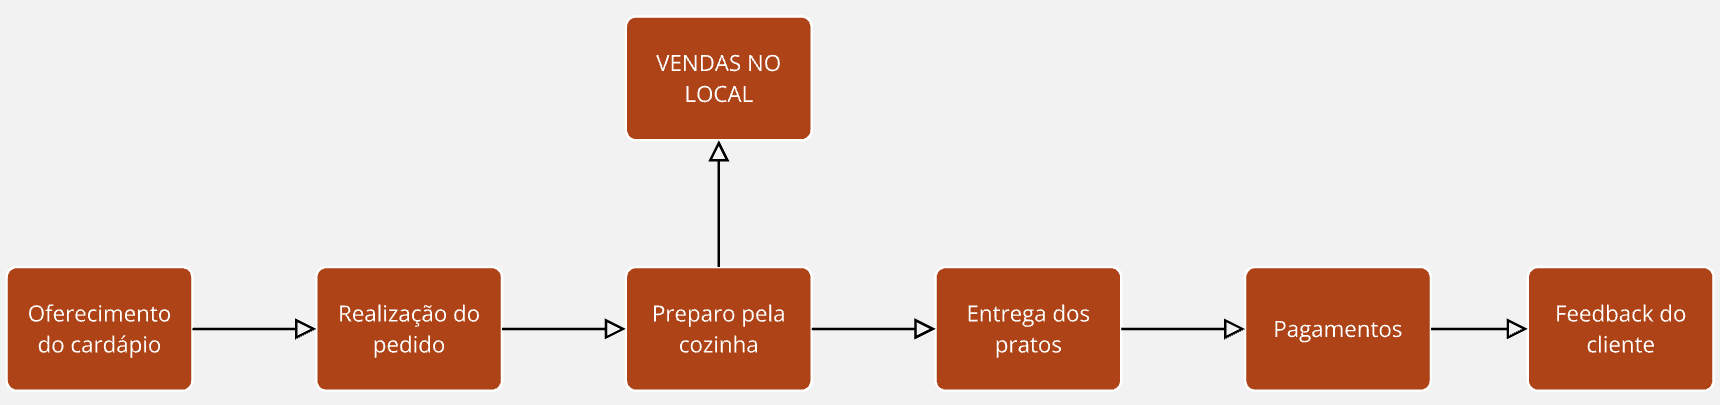 VENDAS NO
LOCAL
Oferecimento
do cardápio
Realização do
pedido
Preparo pela
cozinha
Entrega dos
pratos
Pagamentos
Feedback do
cliente